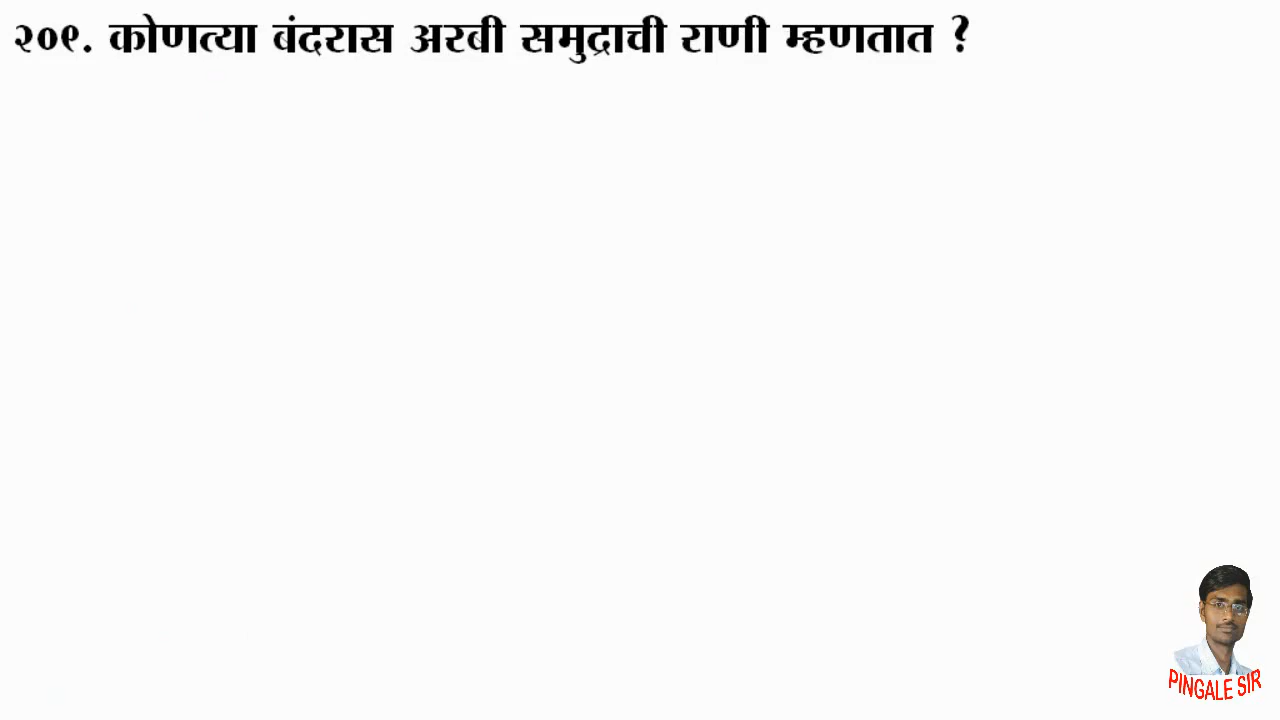 २०९. कोणत्या बंदरास अरबी समुद्राची राणी म्हणतात ?
PINGALE SIR